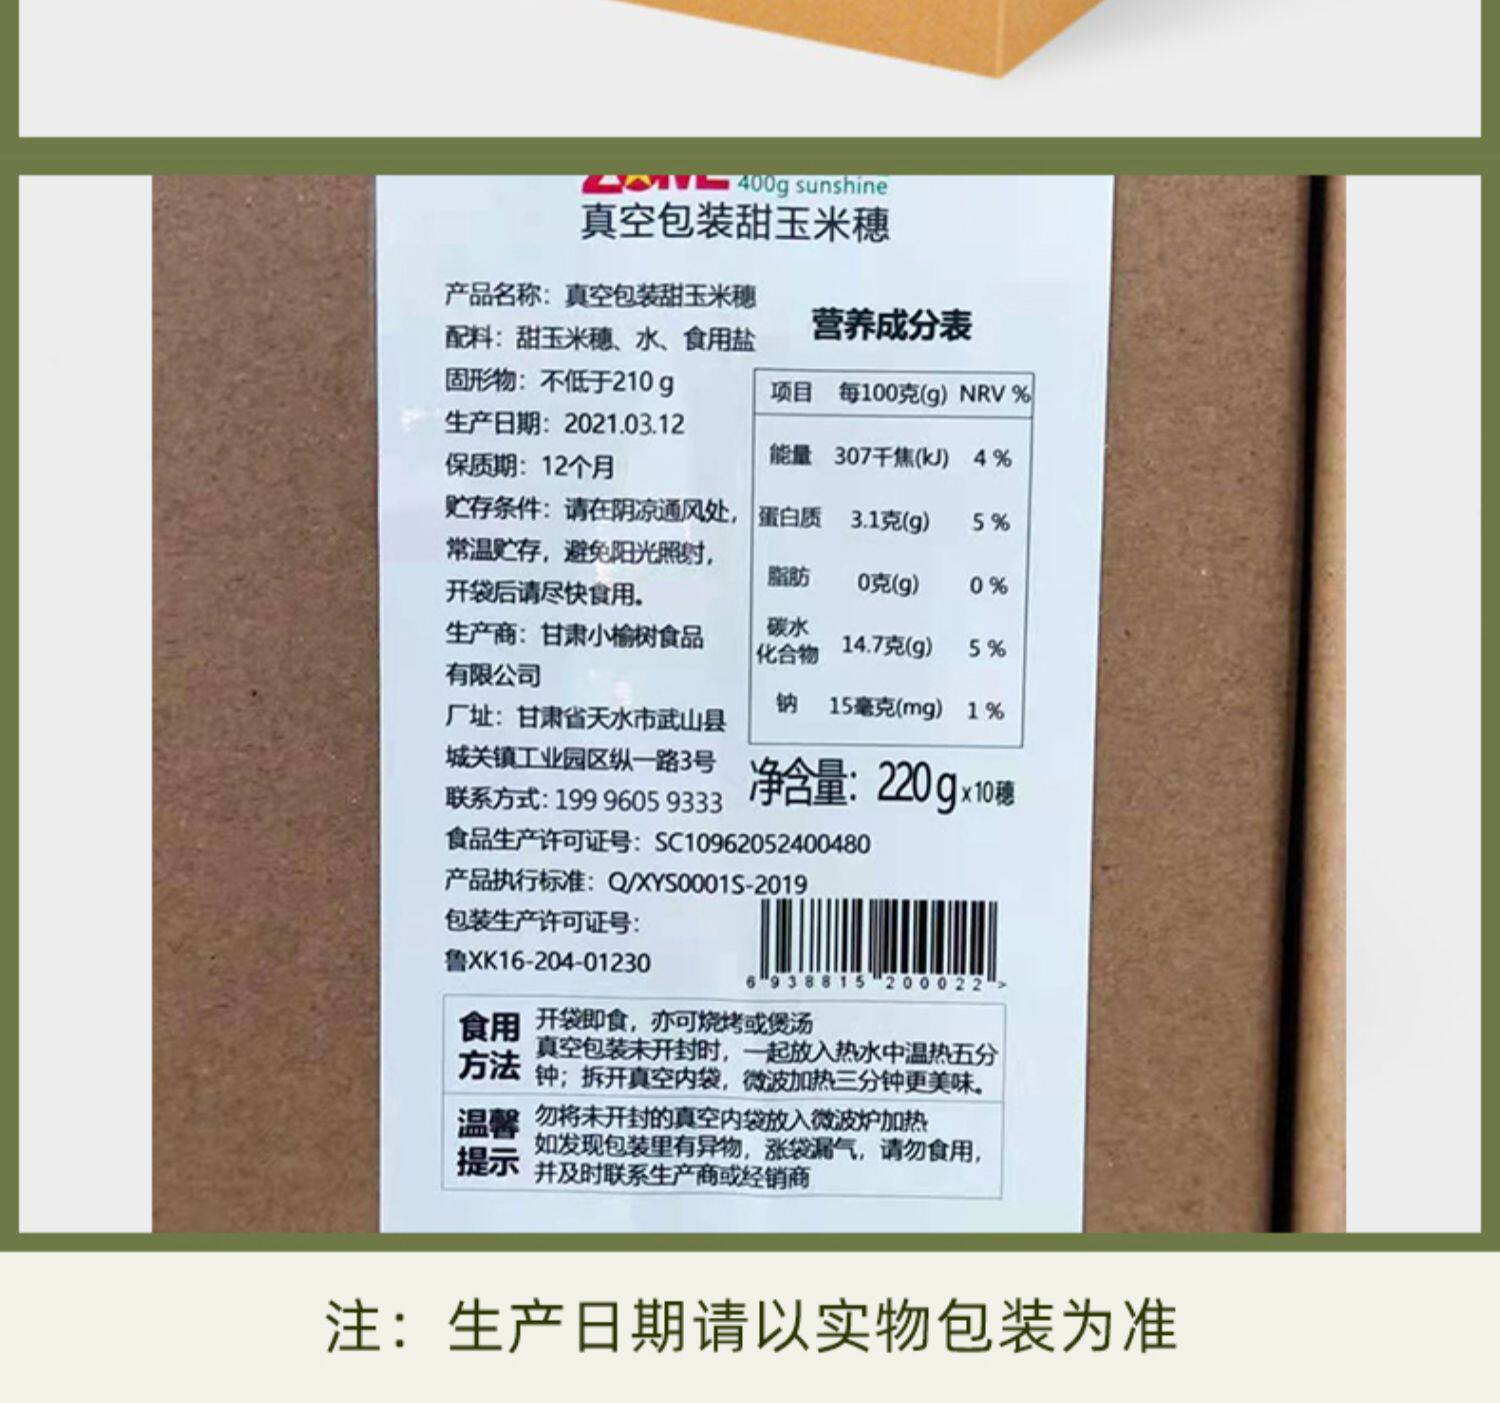 400g sunshine
真空包装甜玉米穗
产品名称：真空包装甜玉米穗
配料：甜玉米穗、水、食用盐
固形物：不低于210 g
生产日期：2021.03.12
保质期：12个月
贮存条件：请在阴凉通风处，
常温贮存，避免阳光照射，
开袋后请尽快食用。
生产商：甘肃小榆树食品
有限公司
厂址：甘肃省天水市武山县
城关镇工业园区纵一路3号
联系方式：199 9605 9333
食品生产许可证号：SC10962052400480
产品执行标准：Q/XYS0001S-2019
包装生产许可证号：
鲁XK16-204-01230
营养成分表
项目 每100克(g) NRV %
能量 307千焦(kJ) 4 %
蛋白质 3.1克(g) 5 %
脂肪 0克(g) 0 %
碳水
化合物 14.7克(g) 5 %
钠 15毫克(mg) 1 %
净含量：220g x10穗
6 938815 200022 >
食用
方法
开袋即食，亦可烧烤或煲汤
真空包装未开封时，一起放入热水中温热五分
钟；拆开真空内袋，微波加热三分钟更美味。
温馨
提示
勿将未开封的真空内袋放入微波炉加热
如发现包装里有异物，涨袋漏气，请勿食用，
并及时联系生产商或经销商
注：生产日期请以实物包装为准